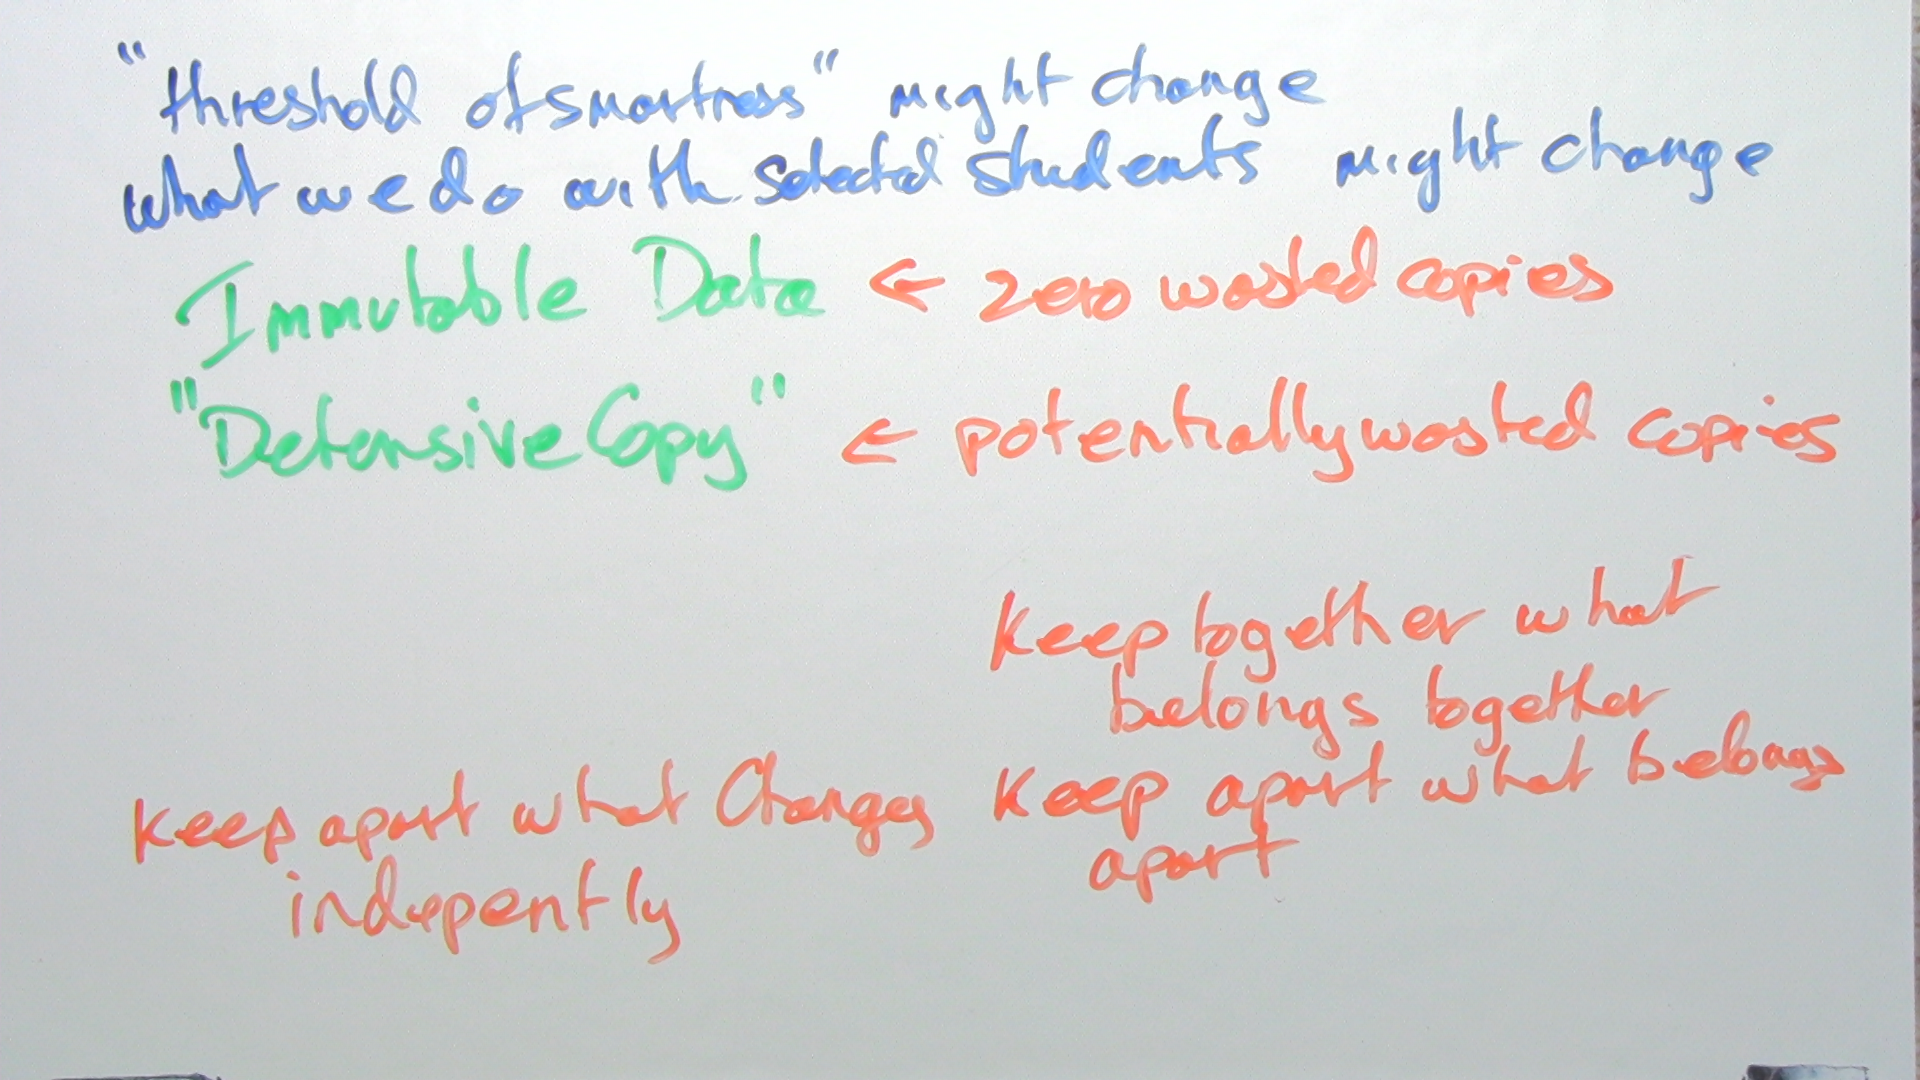 "threshold of smartness" might change
what we do with selected students might change
Immutable Data ← zero wasted copies
"Defensive Copy" ← potentially wasted copies
Keep together what
belongs together
Keep apart what belongs
apart
Keep apart what Changes
indepently